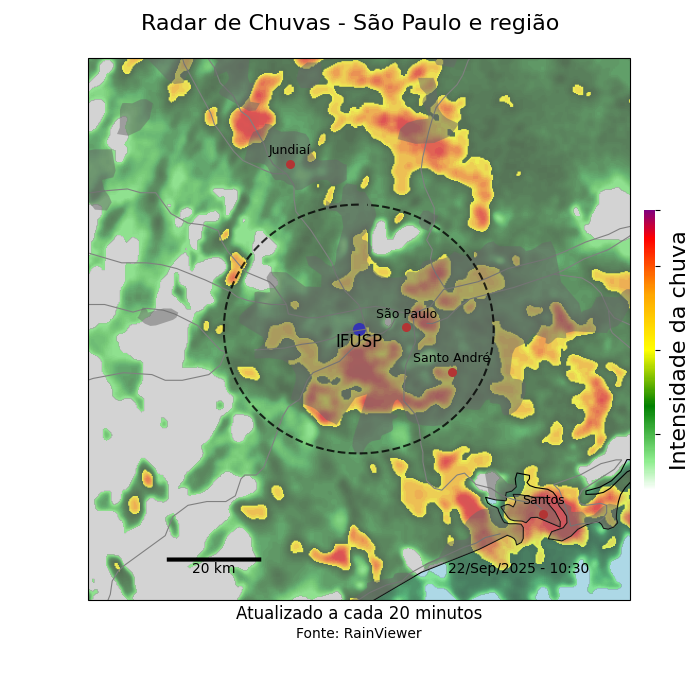 Radar de Chuvas - São Paulo e região
Jundiaí
São Paulo
IFUSP
Santo André
Santos
20 km
22/Sep/2025 - 10:30
Intensidade da chuva
Atualizado a cada 20 minutos
Fonte: RainViewer